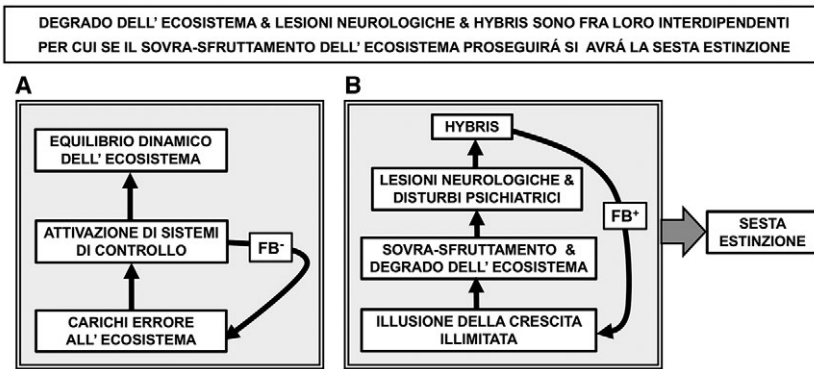 DEGRADO DELL' ECOSISTEMA & LESIONI NEUROLOGICHE & HYBRIS SONO FRA LORO INTERDIPENDENTI
PER CUI SE IL SOVRA-SFRUTTAMENTO DELL' ECOSISTEMA PROSEGUIRÁ SI AVRÁ LA SESTA ESTINZIONE
A
EQUILIBRIO DINAMICO
DELL' ECOSISTEMA
ATTIVAZIONE DI SISTEMI
DI CONTROLLO
FB-
CARICHI ERRORE
ALL' ECOSISTEMA
B
HYBRIS
LESIONI NEUROLOGICHE &
DISTURBI PSICHIATRICI
FB+
SOVRA-SFRUTTAMENTO &
DEGRADO DELL' ECOSISTEMA
ILLUSIONE DELLA CRESCITA
ILLIMITATA
SESTA
ESTINZIONE